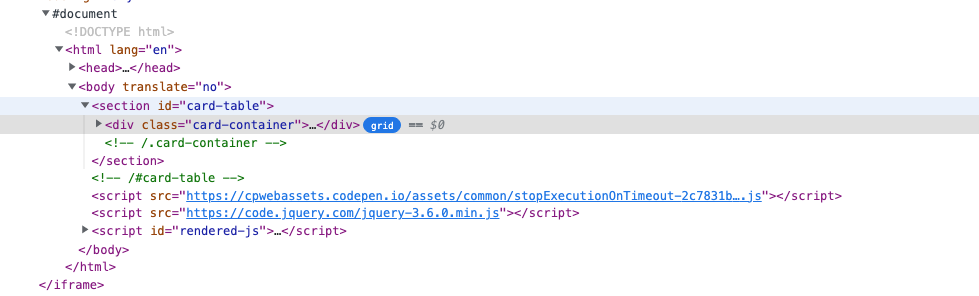 #document
<!DOCTYPE html>
<html lang="en">
<head>…</head>
<body translate="no">
<section id="card-table">
<div class="card-container">…</div> grid == $0
<!-- /.card-container -->
</section>
<!-- /#card-table -->
<script src="https://cpwebassets.codepen.io/assets/common/stopExecutionOnTimeout-2c7831b….js"></script>
<script src="https://code.jquery.com/jquery-3.6.0.min.js"></script>
<script id="rendered-js">…</script>
</body>
</html>
</iframe>